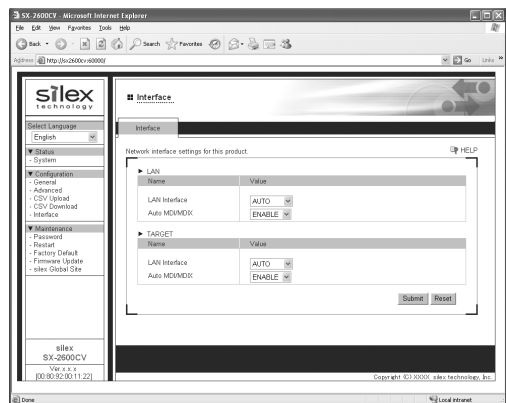 SX-2600CV - Microsoft Internet Explorer
File Edit View Favorites Tools Help
Back Search Favorites
Address http://sx2600cv:60000/ Go Links »
silex
technology
Select Language
English
▼ Status
- System
▼ Configuration
- General
- Advanced
- CSV Upload
- CSV Download
- Interface
▼ Maintenance
- Password
- Restart
- Factory Default
- Firmware Update
- silex Global Site
silex
SX-2600CV
Ver.x.x.x
[00:80:92:00:11:22]
Interface
Interface
Network interface settings for this product.
HELP
► LAN
Name Value
LAN Interface AUTO
Auto MDI/MDIX ENABLE
► TARGET
Name Value
LAN Interface AUTO
Auto MDI/MDIX ENABLE
Submit Reset
Copyright (C) XXXX silex technology, Inc.
Done Local intranet